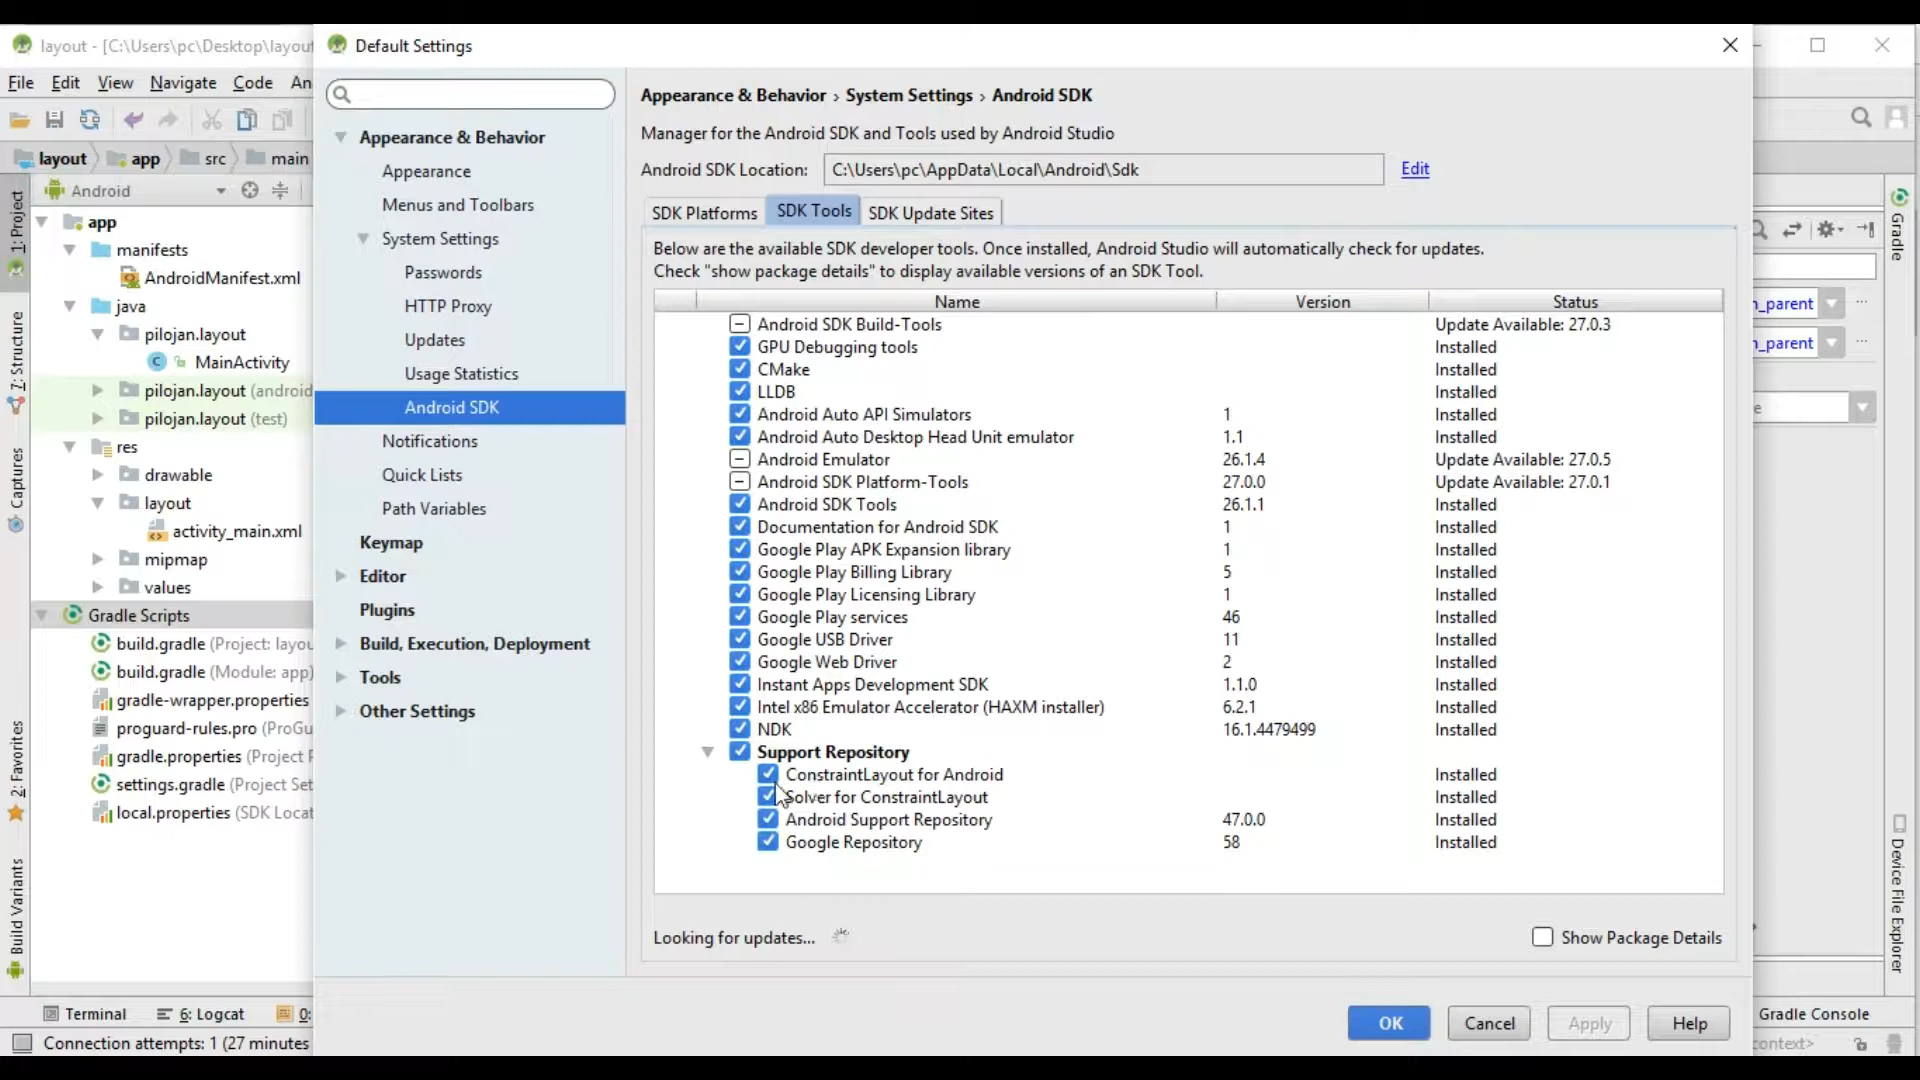 layout - [C:\Users\pc\Desktop\layou
Default Settings
File Edit View Navigate Code An
layout app src main
Android
1: Project
7: Structure
Captures
2: Favorites
Build Variants
app
manifests
AndroidManifest.xml
java
pilojan.layout
MainActivity
pilojan.layout (android
pilojan.layout (test)
res
drawable
layout
activity_main.xml
mipmap
values
Gradle Scripts
build.gradle (Project: layou
build.gradle (Module: app)
gradle-wrapper.properties
proguard-rules.pro (ProGu
gradle.properties (Project P
settings.gradle (Project Set
local.properties (SDK Locat
Terminal 6: Logcat 0:
Connection attempts: 1 (27 minutes
Appearance & Behavior
Appearance
Menus and Toolbars
System Settings
Passwords
HTTP Proxy
Updates
Usage Statistics
Android SDK
Notifications
Quick Lists
Path Variables
Keymap
Editor
Plugins
Build, Execution, Deployment
Tools
Other Settings
Appearance & Behavior › System Settings › Android SDK
Manager for the Android SDK and Tools used by Android Studio
Android SDK Location: C:\Users\pc\AppData\Local\Android\Sdk Edit
SDK Platforms SDK Tools SDK Update Sites
Below are the available SDK developer tools. Once installed, Android Studio will automatically check for updates.
Check "show package details" to display available versions of an SDK Tool.
Name Version Status
Android SDK Build-Tools Update Available: 27.0.3
GPU Debugging tools Installed
CMake Installed
LLDB Installed
Android Auto API Simulators 1 Installed
Android Auto Desktop Head Unit emulator 1.1 Installed
Android Emulator 26.1.4 Update Available: 27.0.5
Android SDK Platform-Tools 27.0.0 Update Available: 27.0.1
Android SDK Tools 26.1.1 Installed
Documentation for Android SDK 1 Installed
Google Play APK Expansion library 1 Installed
Google Play Billing Library 5 Installed
Google Play Licensing Library 1 Installed
Google Play services 46 Installed
Google USB Driver 11 Installed
Google Web Driver 2 Installed
Instant Apps Development SDK 1.1.0 Installed
Intel x86 Emulator Accelerator (HAXM installer) 6.2.1 Installed
NDK 16.1.4479499 Installed
Support Repository
ConstraintLayout for Android Installed
Solver for ConstraintLayout Installed
Android Support Repository 47.0.0 Installed
Google Repository 58 Installed
Looking for updates... Show Package Details
OK Cancel Apply Help
h_parent
h_parent
e
Gradle
Device File Explorer
Gradle Console
context>